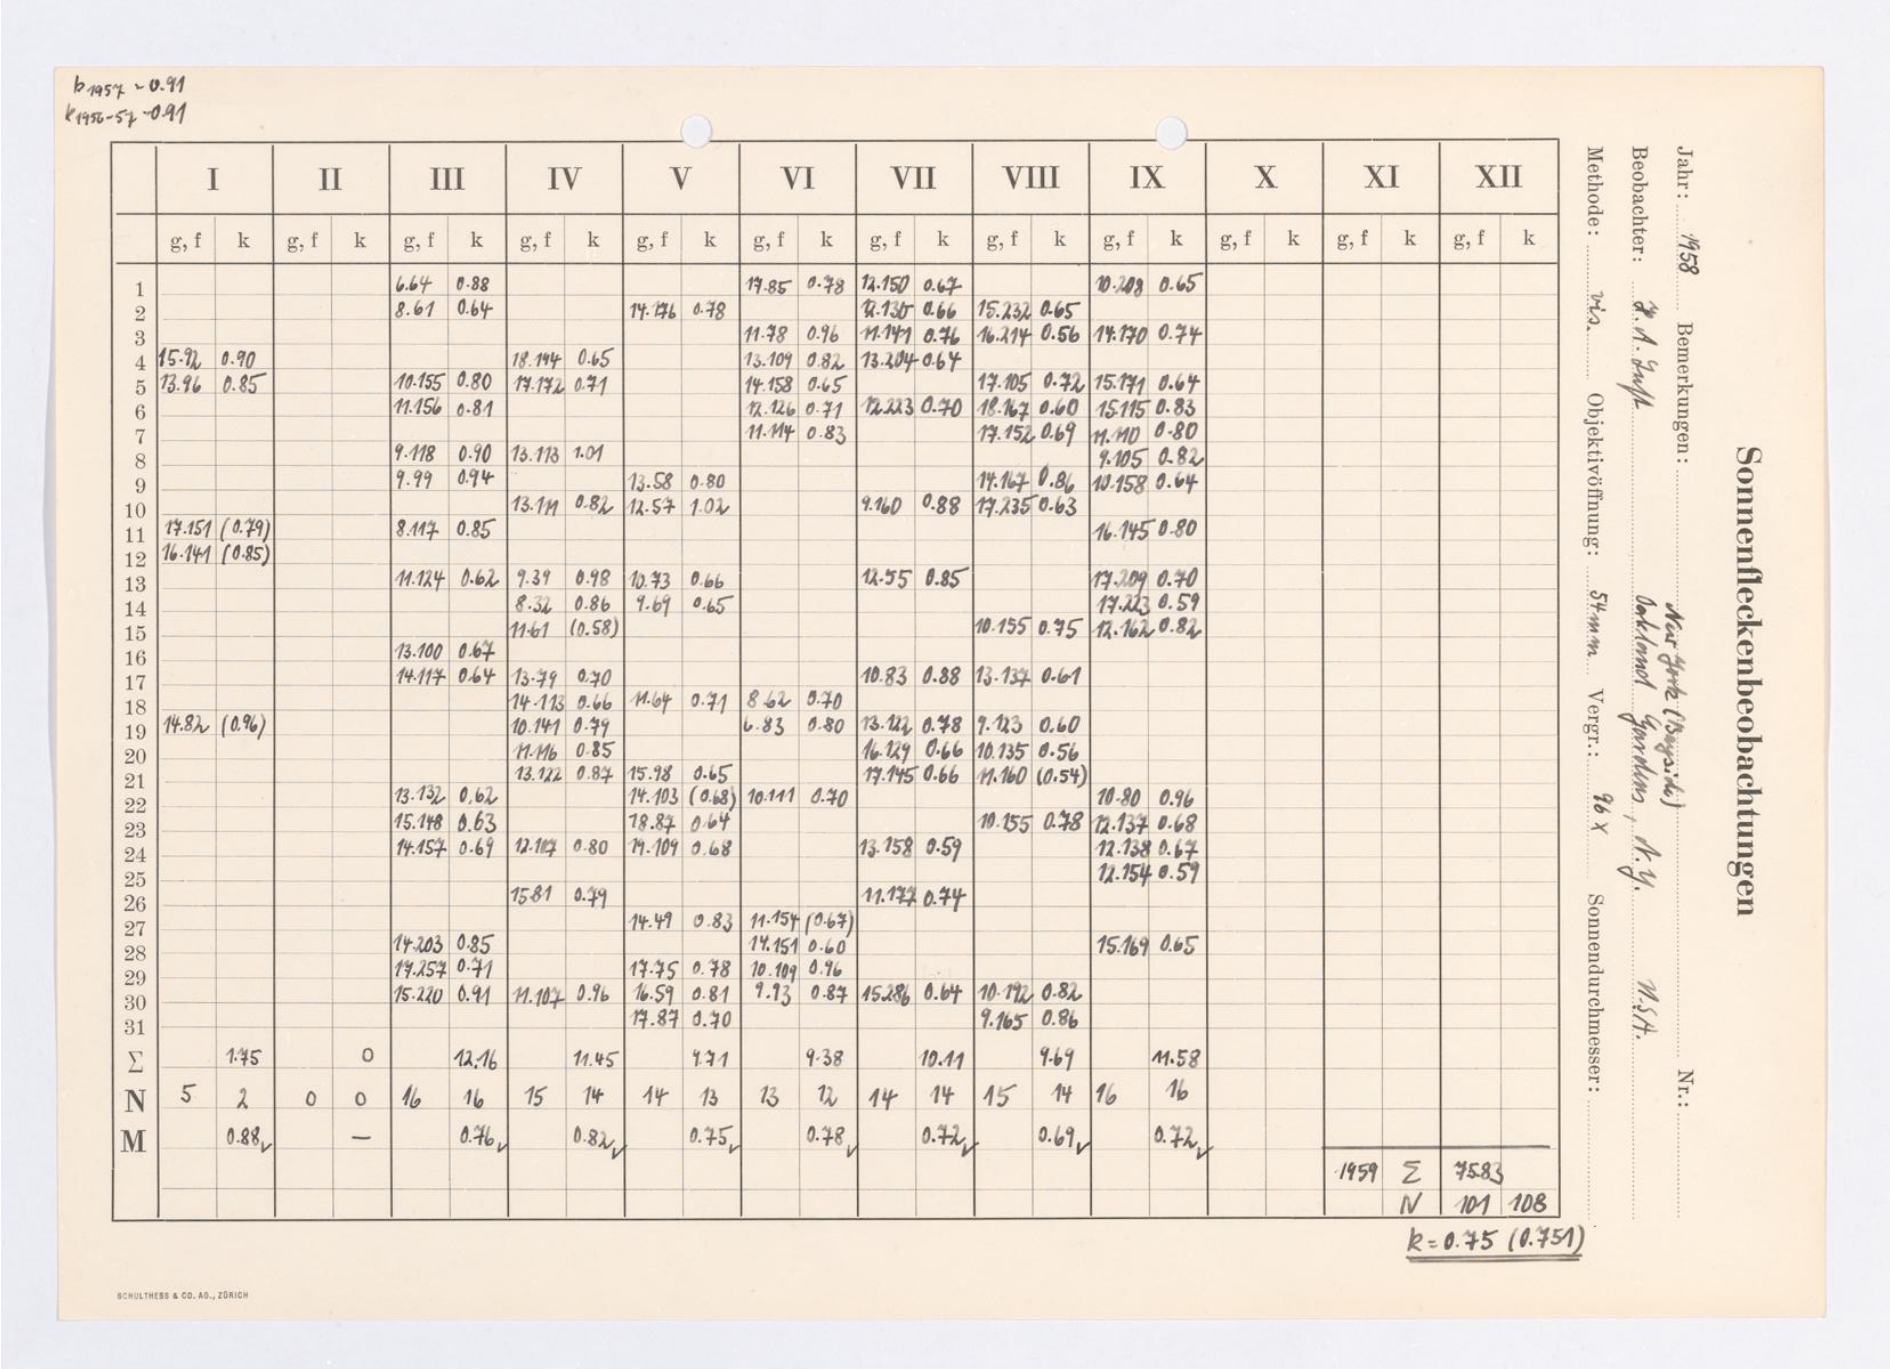 b1957 = 0.91
k1956-57 = 0.91
I II III IV V VI VII VIII IX X XI XII
g, f k g, f k g, f k g, f k g, f k g, f k g, f k g, f k g, f k g, f k g, f k g, f k
1 6.64 0.88 17.85 0.78 12.150 0.67 10.208 0.65
2 8.61 0.64 14.176 0.78 12.130 0.66 15.232 0.65
3 11.78 0.96 11.141 0.76 16.214 0.56 14.170 0.74
4 15.92 0.90 18.194 0.65 13.109 0.82 13.204 0.64
5 13.96 0.85 10.155 0.80 17.172 0.71 14.158 0.65 17.105 0.72 15.171 0.64
6 11.156 0.81 12.126 0.71 12.223 0.70 18.167 0.60 15.115 0.83
7 11.114 0.83 17.152 0.69 11.110 0.80
8 9.118 0.90 13.113 1.01 9.105 0.82
9 9.99 0.94 13.58 0.80 14.167 0.86 10.158 0.64
10 13.111 0.82 12.57 1.02 9.160 0.88 17.235 0.63
11 17.151 (0.79) 8.117 0.85 16.145 0.80
12 16.141 (0.85)
13 11.124 0.62 9.39 0.98 10.73 0.66 12.55 0.85 17.209 0.70
14 8.32 0.86 9.69 0.65 17.223 0.59
15 11.61 (0.58) 10.155 0.75 12.162 0.82
16 13.100 0.67
17 14.117 0.64 13.79 0.70 10.83 0.88 13.137 0.61
18 14.113 0.66 11.64 0.71 8.62 0.70
19 14.82 (0.96) 10.141 0.79 6.83 0.80 13.122 0.78 9.123 0.60
20 11.116 0.85 16.129 0.66 10.135 0.56
21 13.122 0.87 15.98 0.65 17.145 0.66 11.160 (0.54)
22 13.132 0.62 14.103 (0.68) 10.111 0.70 10.80 0.96
23 15.148 0.63 18.87 0.64 10.155 0.78 12.137 0.68
24 14.157 0.69 12.107 0.80 19.109 0.68 13.158 0.59 12.138 0.67
25 12.154 0.59
26 15.81 0.79 11.177 0.74
27 14.49 0.83 11.154 (0.67)
28 14.203 0.85 14.151 0.60 15.169 0.65
29 17.257 0.71 17.75 0.78 10.109 0.96
30 15.220 0.91 11.107 0.96 16.59 0.81 9.93 0.87 15.286 0.64 10.192 0.82
31 17.87 0.70 9.165 0.86
Σ 1.75 0 12.16 11.45 9.71 9.38 10.11 9.69 11.58
N 5 2 0 0 16 16 15 14 14 13 13 12 14 14 15 14 16 16
M 0.88 — 0.76 0.82 0.75 0.78 0.72 0.69 0.72
1959 Σ 75.83
N 101 108
k = 0.75 (0.751)
SCHULTHESS & CO. AG., ZÜRICH
Sonnenfleckenbeobachtungen
Jahr: 1958 Bemerkungen: New York (Bayside) Nr.:
Beobachter: H. A. Luft Oakland Gardens, N.Y. U.S.A.
Methode: vis. Objektivöffnung: 54mm Vergr.: 96 x Sonnendurchmesser: